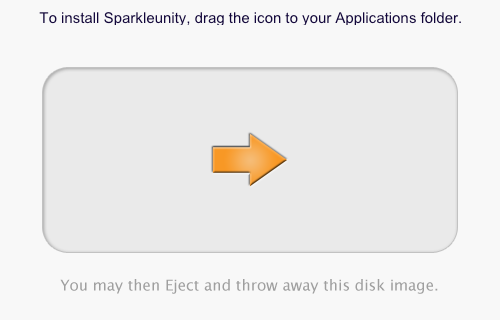 To install Sparkleunity, drag the icon to your Applications folder.
You may then Eject and throw away this disk image.